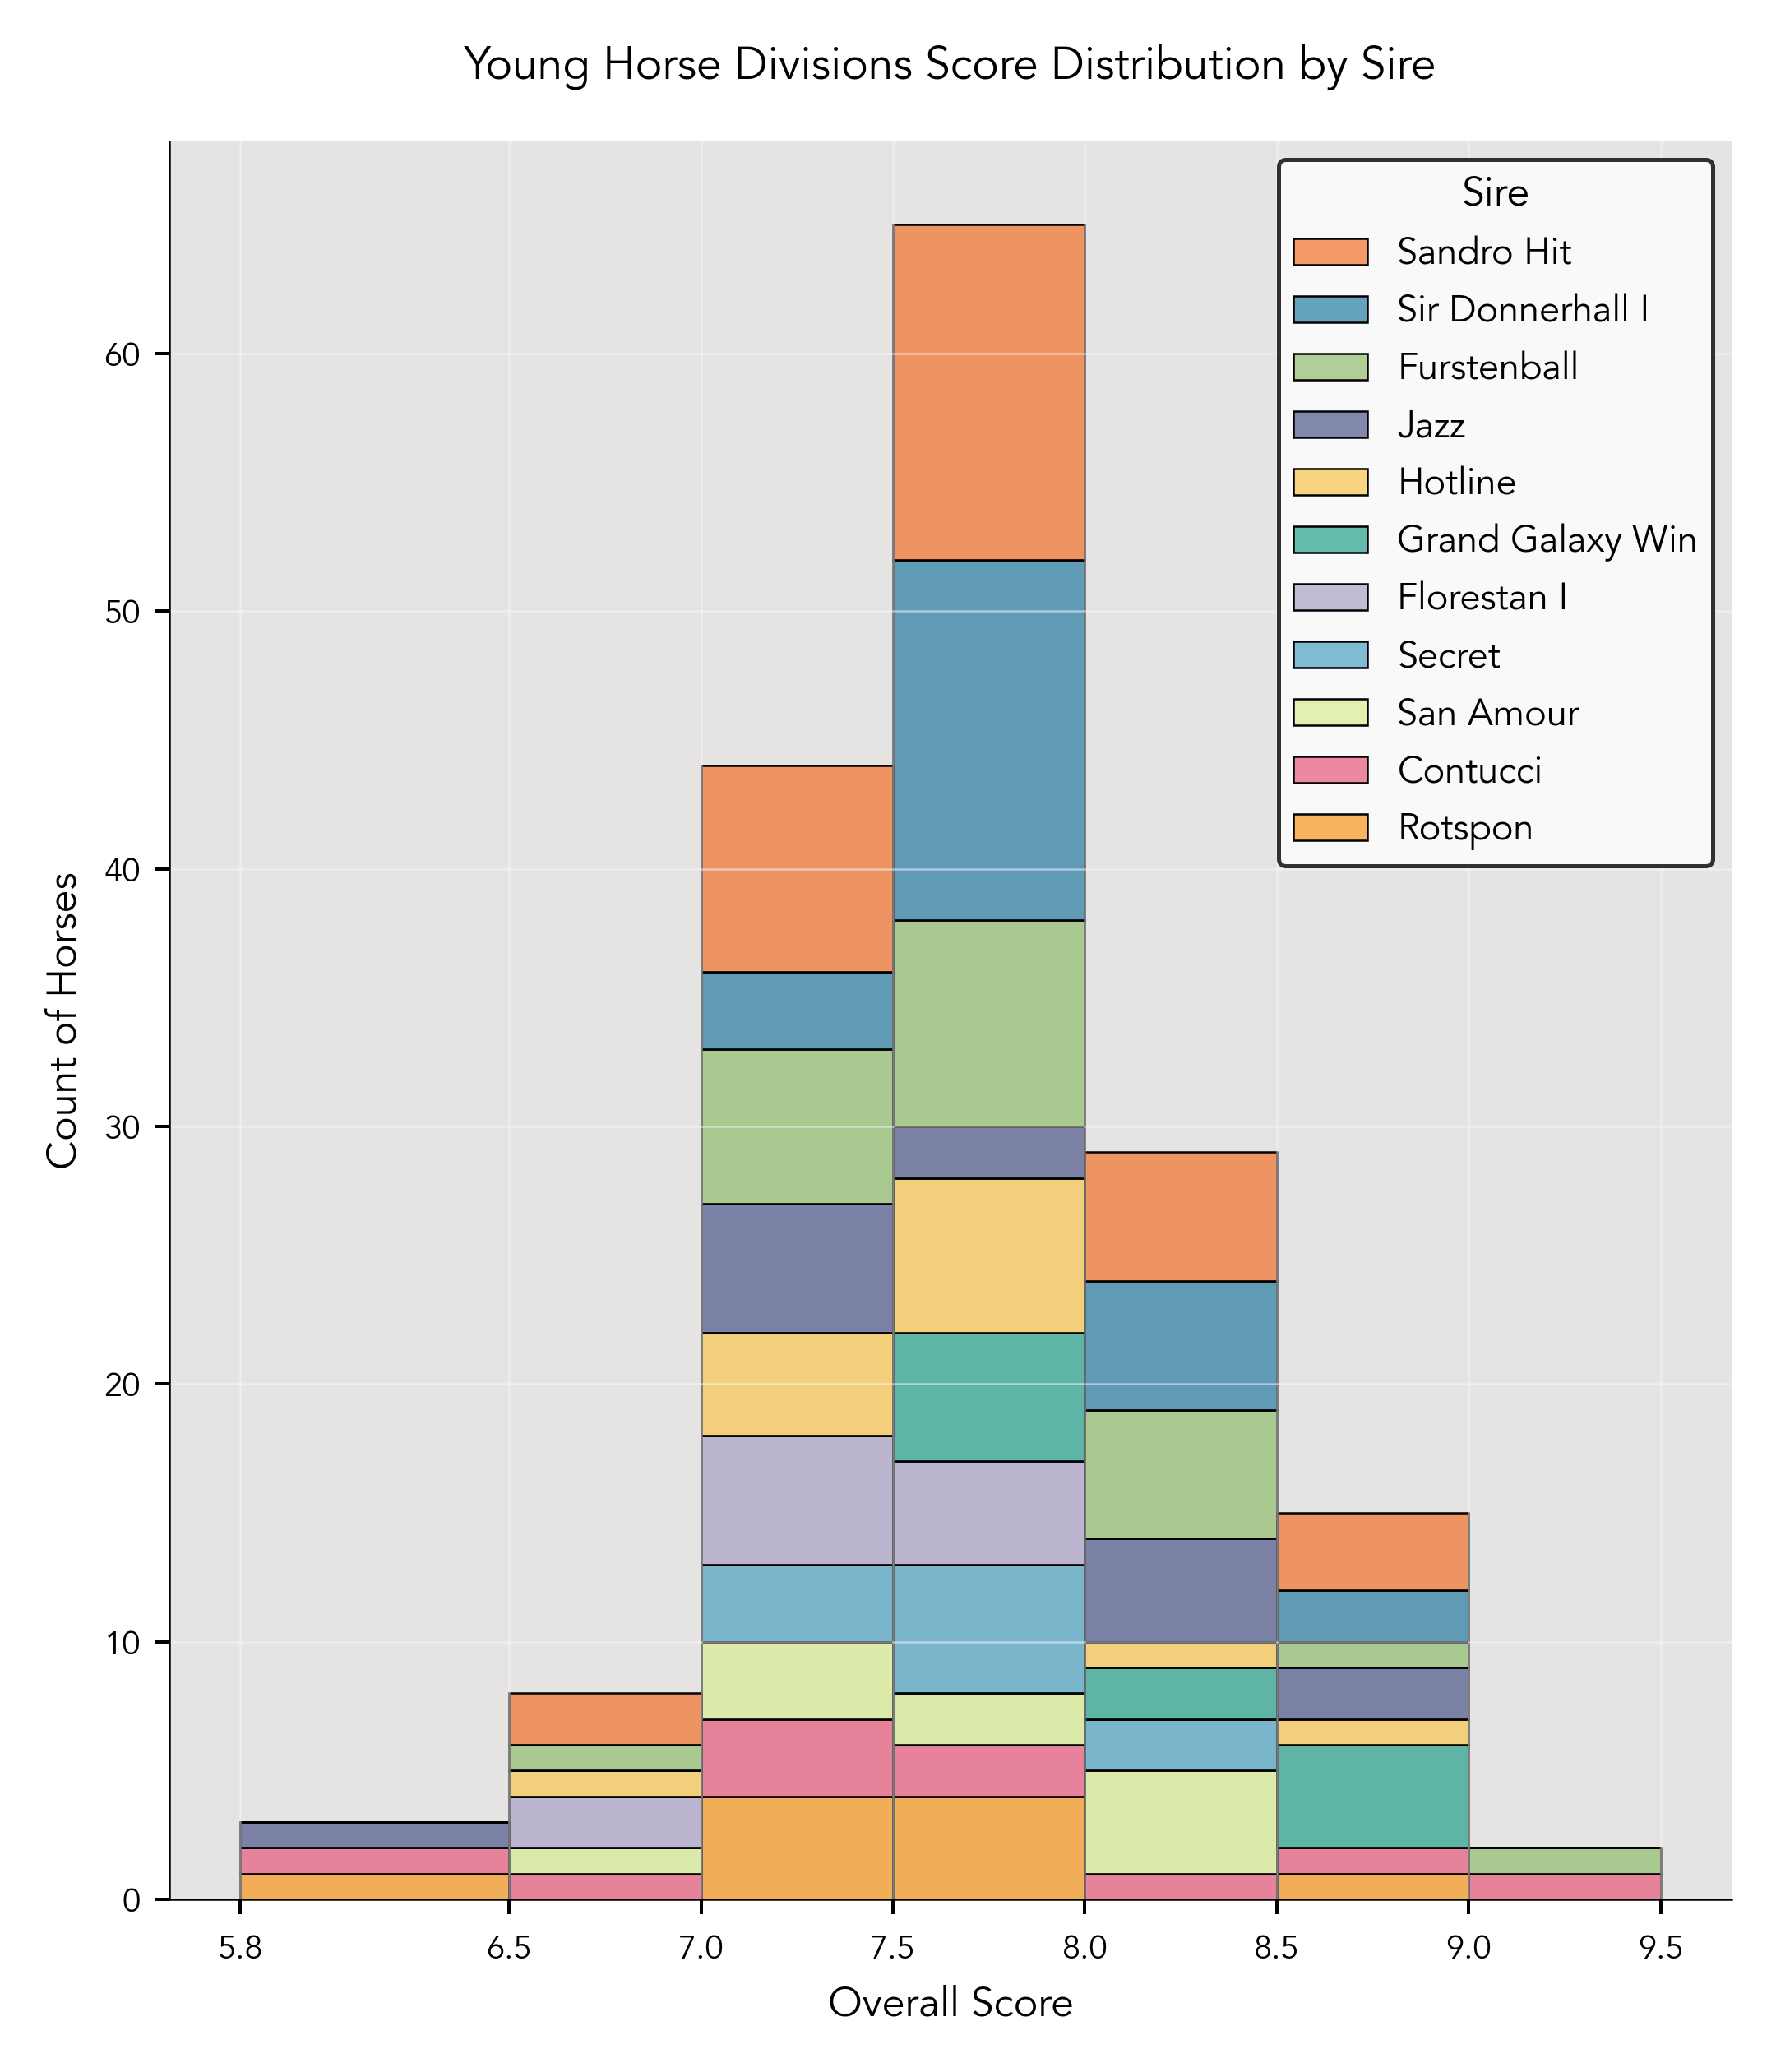 Young Horse Divisions Score Distribution by Sire
Sire
Sandro Hit
Sir Donnerhall I
Furstenball
Jazz
Hotline
Grand Galaxy Win
Florestan I
Secret
San Amour
Contucci
Rotspon
Count of Horses
60
50
40
30
20
10
0
5.8 6.5 7.0 7.5 8.0 8.5 9.0 9.5
Overall Score